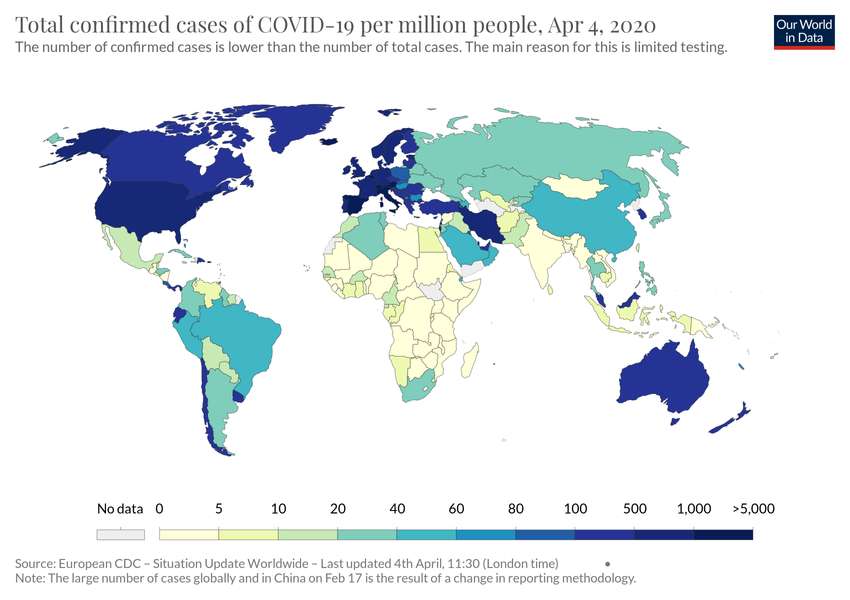 Total confirmed cases of COVID-19 per million people, Apr 4, 2020
The number of confirmed cases is lower than the number of total cases. The main reason for this is limited testing.
Our World
in Data
No data 0 5 10 20 40 60 80 100 500 1,000 >5,000
Source: European CDC – Situation Update Worldwide – Last updated 4th April, 11:30 (London time)
Note: The large number of cases globally and in China on Feb 17 is the result of a change in reporting methodology.